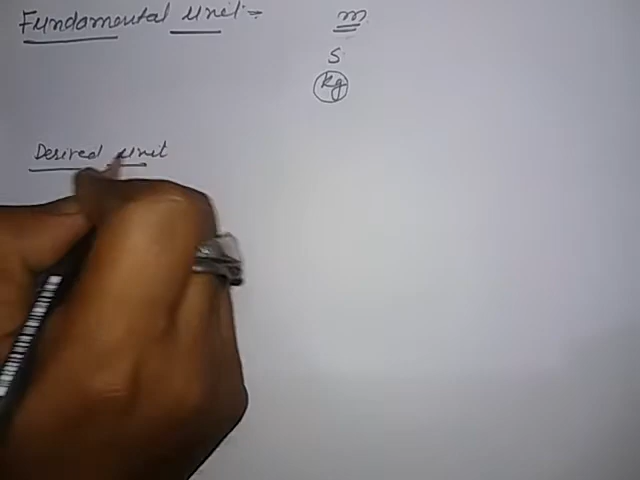 Fundamental unit :- m
s
kg
Desired unit